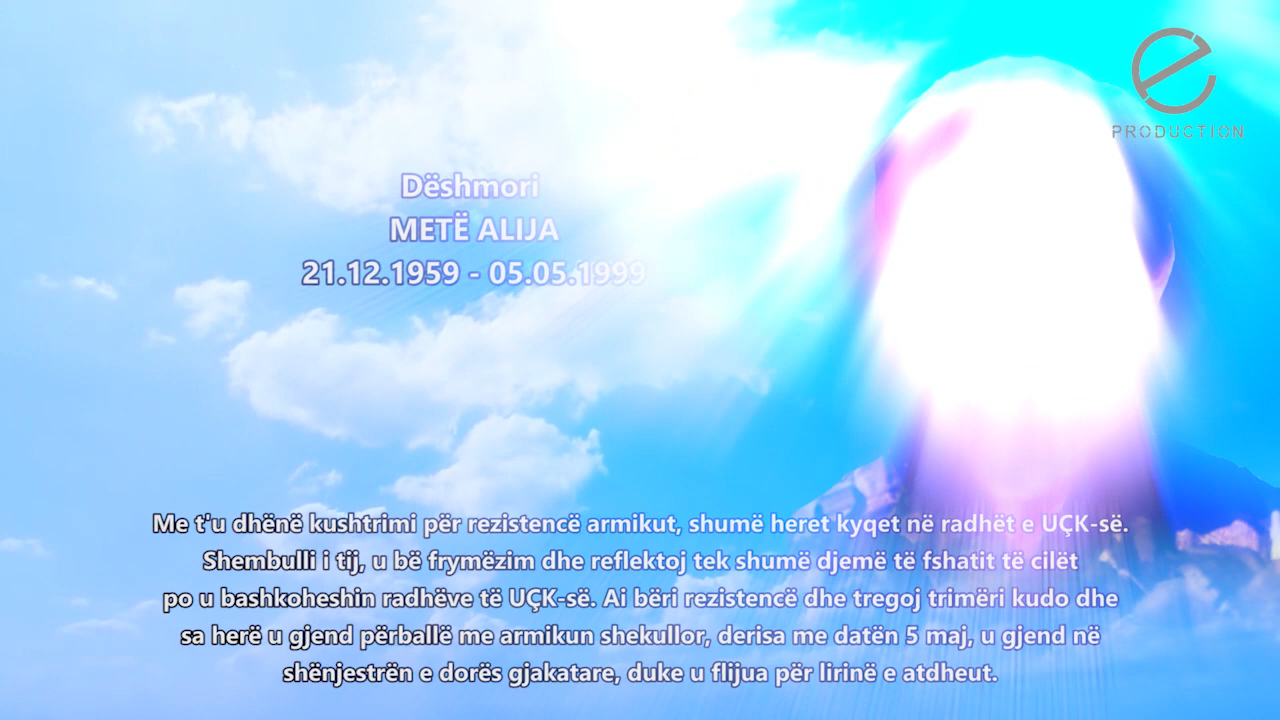 PRODUCTION
Dëshmori
METË ALIJA
21.12.1959 - 05.05.1999
Me t'u dhënë kushtrimi për rezistencë armikut, shumë heret kyqet në radhët e UÇK-së.
Shembulli i tij, u bë frymëzim dhe reflektoj tek shumë djemë të fshatit të cilët
po u bashkoheshin radhëve të UÇK-së. Ai bëri rezistencë dhe tregoj trimëri kudo dhe
sa herë u gjend përballë me armikun shekullor, derisa me datën 5 maj, u gjend në
shënjestrën e dorës gjakatare, duke u flijua për lirinë e atdheut.